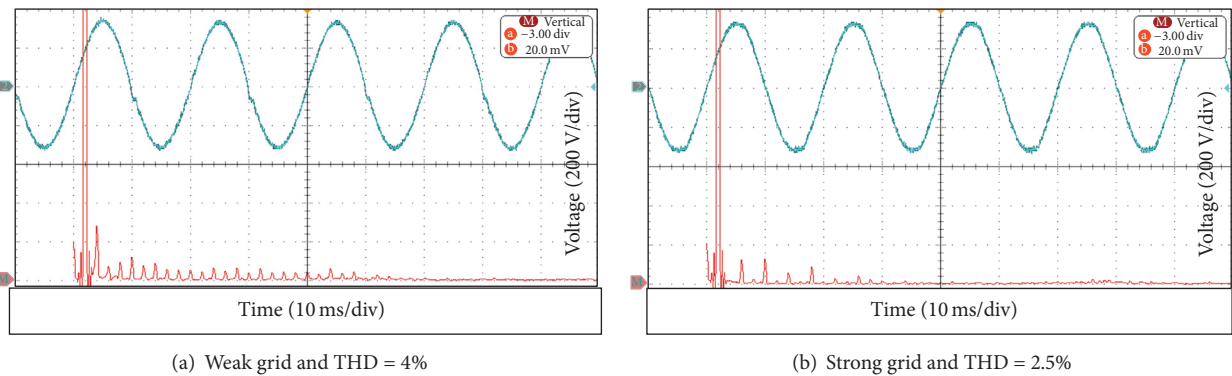 M Vertical
a −3.00 div
b 20.0 mV
2
M
Voltage (200 V/div)
Time (10 ms/div)
(a) Weak grid and THD = 4%
M Vertical
a −3.00 div
b 20.0 mV
2
M
Voltage (200 V/div)
Time (10 ms/div)
(b) Strong grid and THD = 2.5%